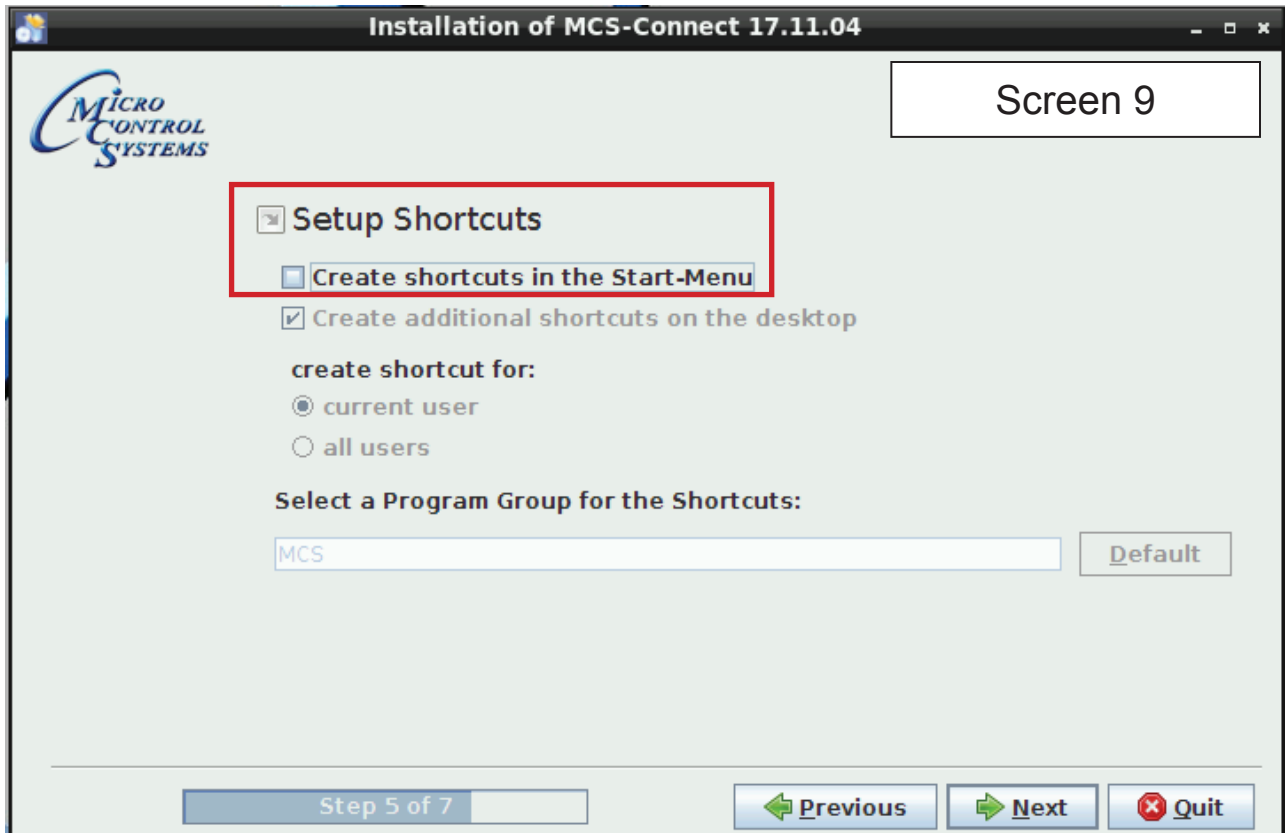 Installation of MCS-Connect 17.11.04
MICRO
CONTROL
SYSTEMS
Screen 9
Setup Shortcuts
Create shortcuts in the Start-Menu
Create additional shortcuts on the desktop
create shortcut for:
current user
all users
Select a Program Group for the Shortcuts:
MCS
Default
Step 5 of 7
Previous
Next
Quit